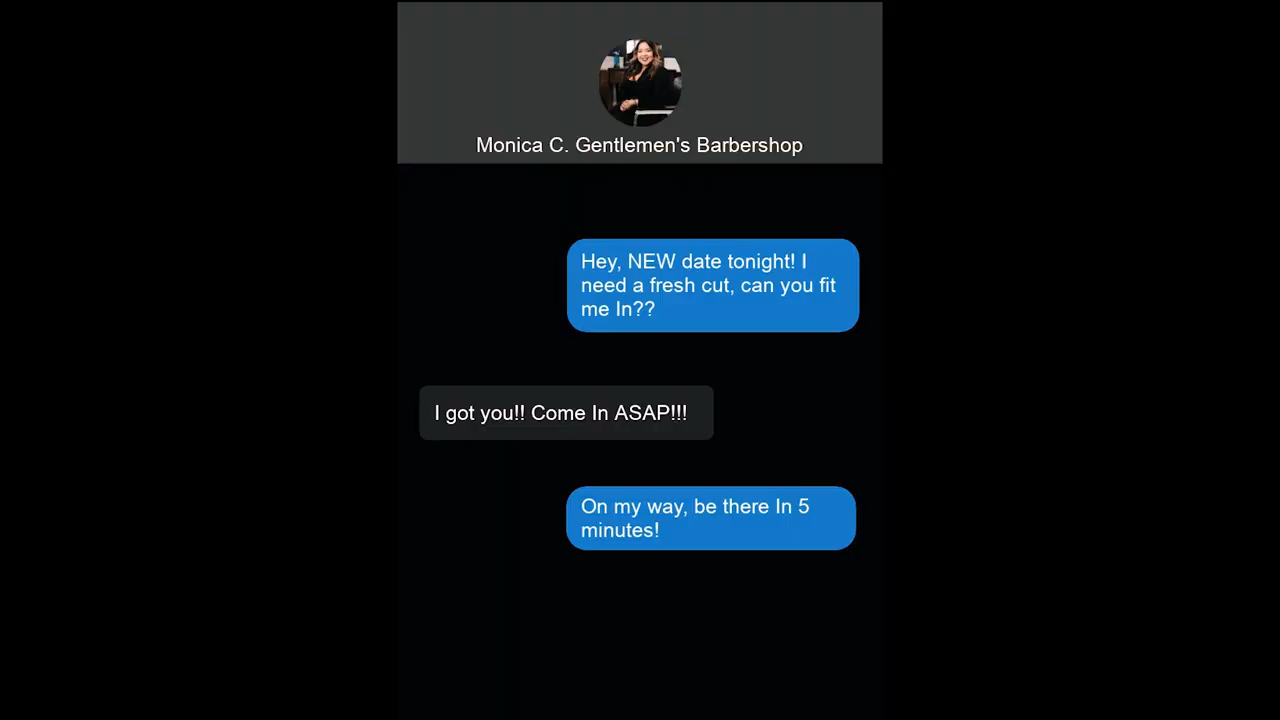 Monica C. Gentlemen's Barbershop
Hey, NEW date tonight! I
need a fresh cut, can you fit
me In??
I got you!! Come In ASAP!!!
On my way, be there In 5
minutes!